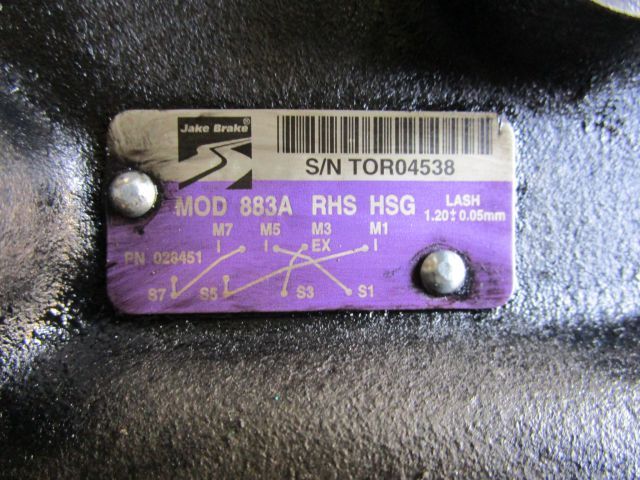 Jake Brake®
S/N TOR04538
MOD 883A RHS HSG
LASH
1.20±0.05mm
M7 M5 M3 M1
I I EX I
PN 028451
S7 S5 S3 S1